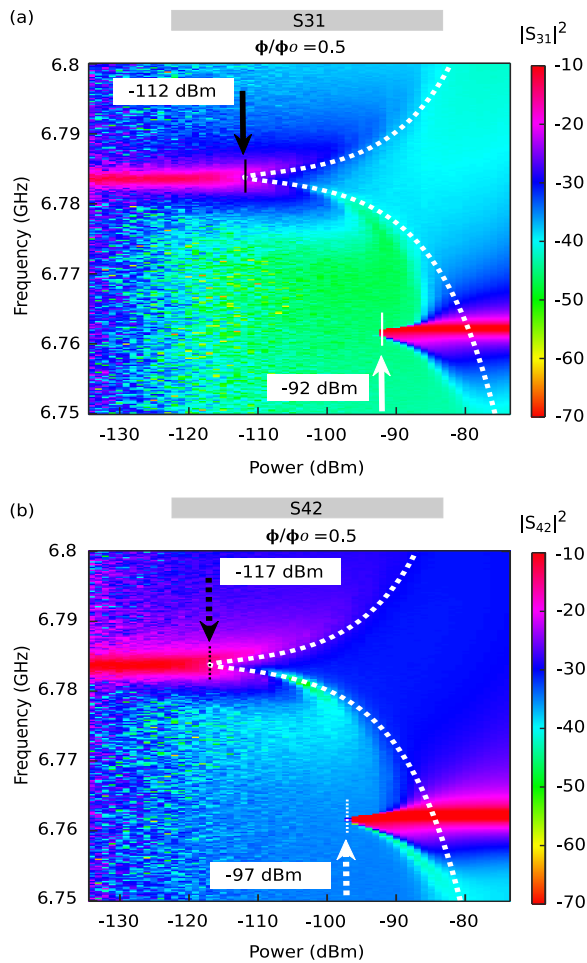 (a)
S31
ϕ/ϕo =0.5
|S31|²
6.8
6.79
6.78
6.77
6.76
6.75
Frequency (GHz)
-112 dBm
-92 dBm
-130 -120 -110 -100 -90 -80
Power (dBm)
-10
-20
-30
-40
-50
-60
-70
(b)
S42
ϕ/ϕo =0.5
|S42|²
6.8
6.79
6.78
6.77
6.76
6.75
Frequency (GHz)
-117 dBm
-97 dBm
-130 -120 -110 -100 -90 -80
Power (dBm)
-10
-20
-30
-40
-50
-60
-70